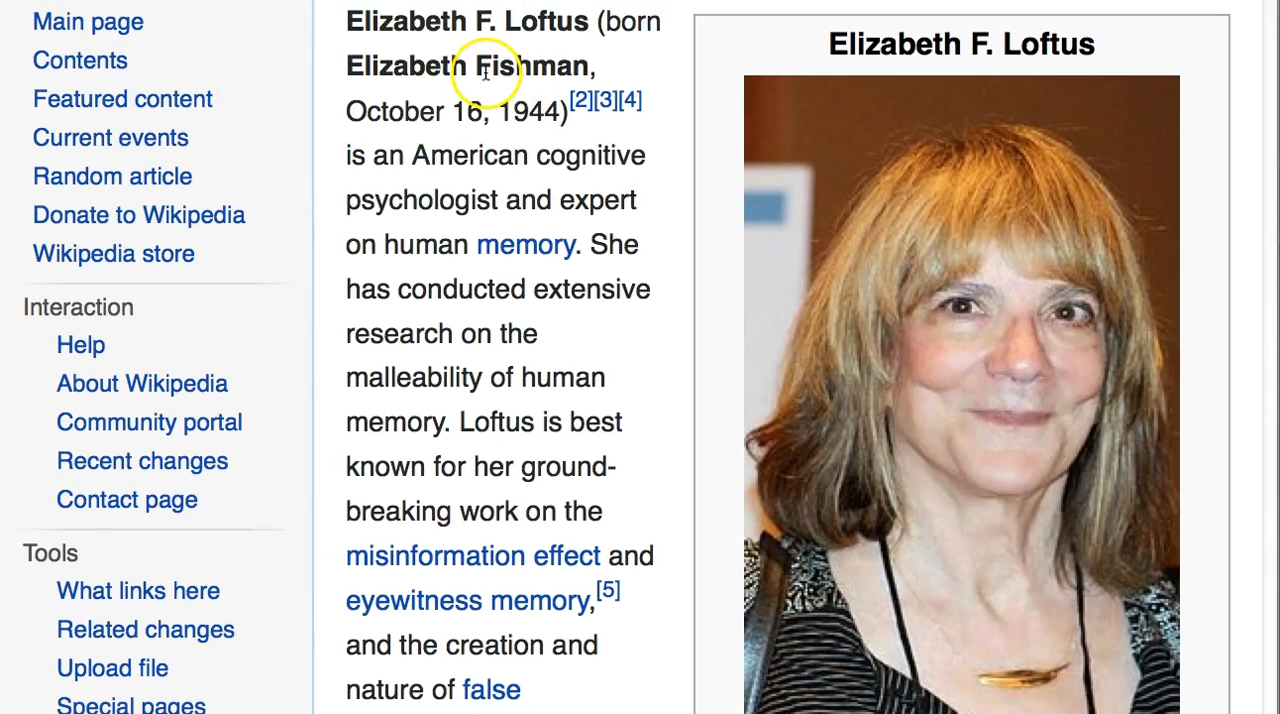 Main page
Contents
Featured content
Current events
Random article
Donate to Wikipedia
Wikipedia store
Interaction
Help
About Wikipedia
Community portal
Recent changes
Contact page
Tools
What links here
Related changes
Upload file
Special pages
Elizabeth F. Loftus (born
Elizabeth Fishman,
October 16, 1944)[2][3][4]
is an American cognitive
psychologist and expert
on human memory. She
has conducted extensive
research on the
malleability of human
memory. Loftus is best
known for her ground-
breaking work on the
misinformation effect and
eyewitness memory,[5]
and the creation and
nature of false
Elizabeth F. Loftus